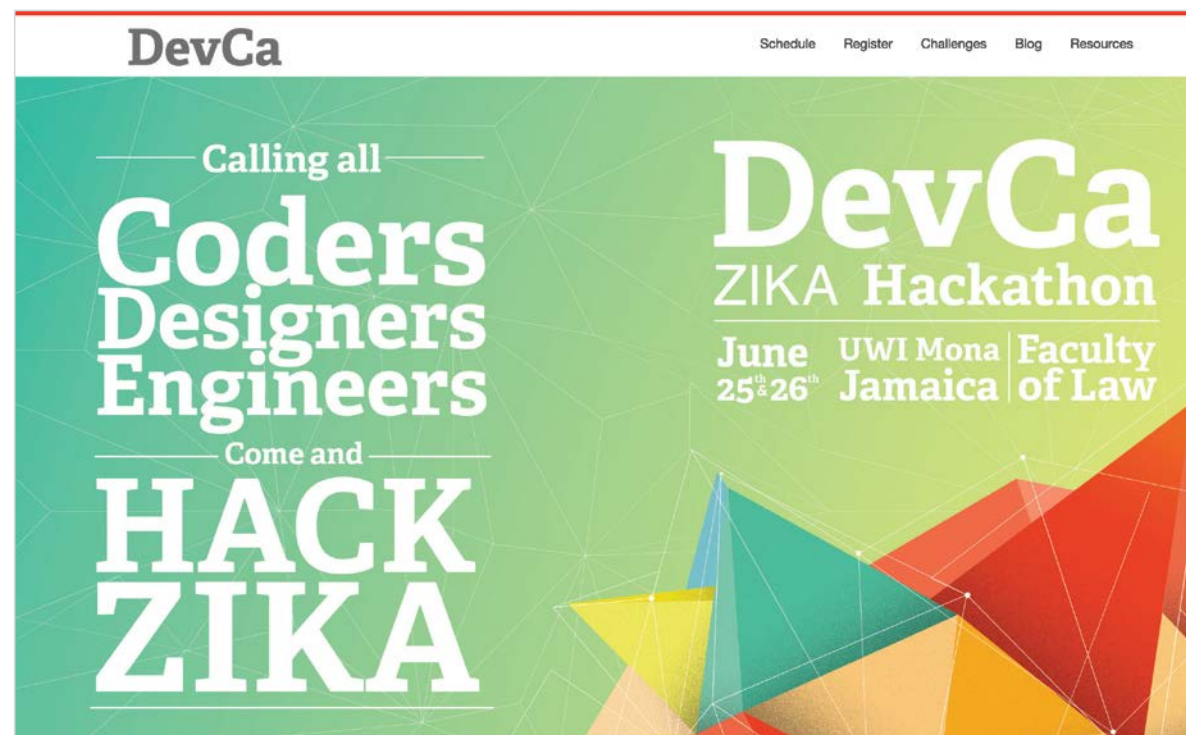 DevCa
Schedule Register Challenges Blog Resources
Calling all
Coders
Designers
Engineers
Come and
HACK
ZIKA
DevCa
ZIKA Hackathon
June
25th & 26th
UWI Mona
Jamaica
Faculty
of Law